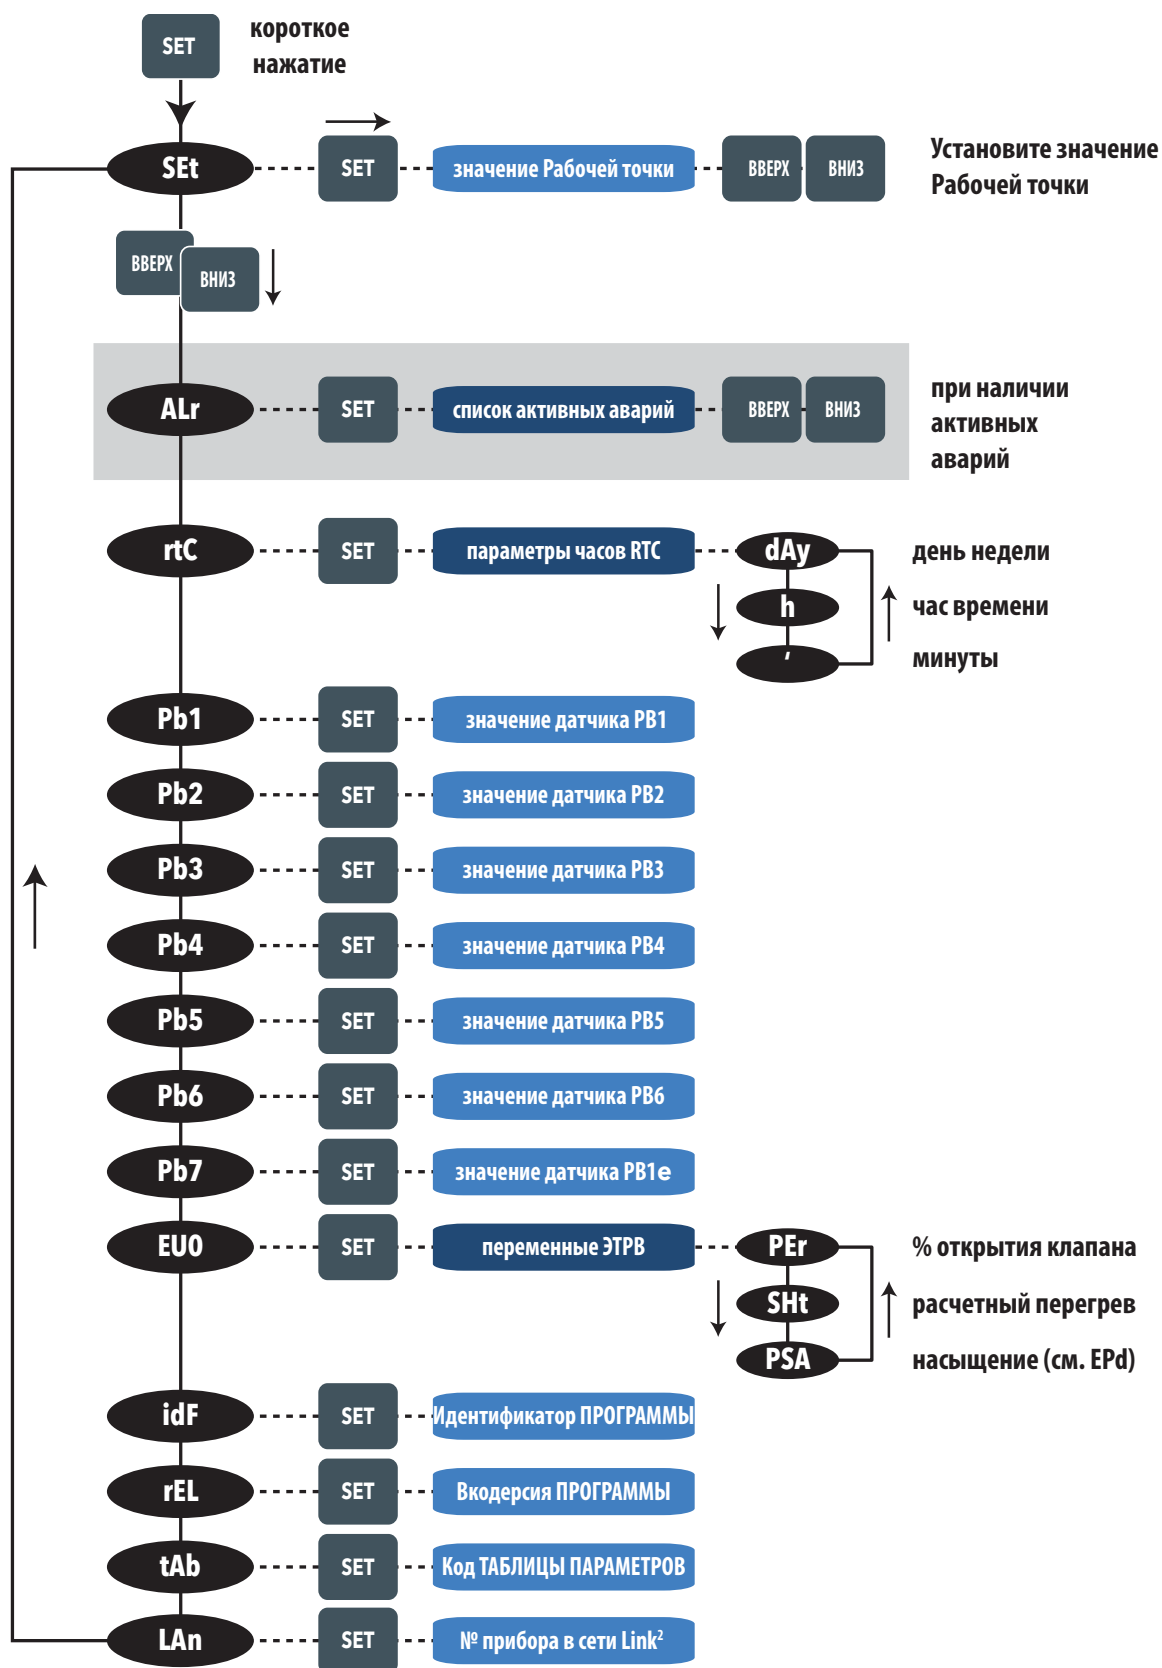 SET
короткое
нажатие
SEt
SET
значение Рабочей точки
ВВЕРХ
ВНИЗ
Установите значение
Рабочей точки
ВВЕРХ
ВНИЗ
ALr
SET
список активных аварий
ВВЕРХ
ВНИЗ
при наличии
активных
аварий
rtC
SET
параметры часов RTC
dAy
день недели
h
час времени
'
минуты
Pb1
SET
значение датчика PB1
Pb2
SET
значение датчика PB2
Pb3
SET
значение датчика PB3
Pb4
SET
значение датчика PB4
Pb5
SET
значение датчика PB5
Pb6
SET
значение датчика PB6
Pb7
SET
значение датчика PB1e
EU0
SET
переменные ЭТРВ
PEr
% открытия клапана
SHt
расчетный перегрев
PSA
насыщение (см. EPd)
idF
SET
Идентификатор ПРОГРАММЫ
rEL
SET
Вкодерсия ПРОГРАММЫ
tAb
SET
Код ТАБЛИЦЫ ПАРАМЕТРОВ
LAn
SET
№ прибора в сети Link²